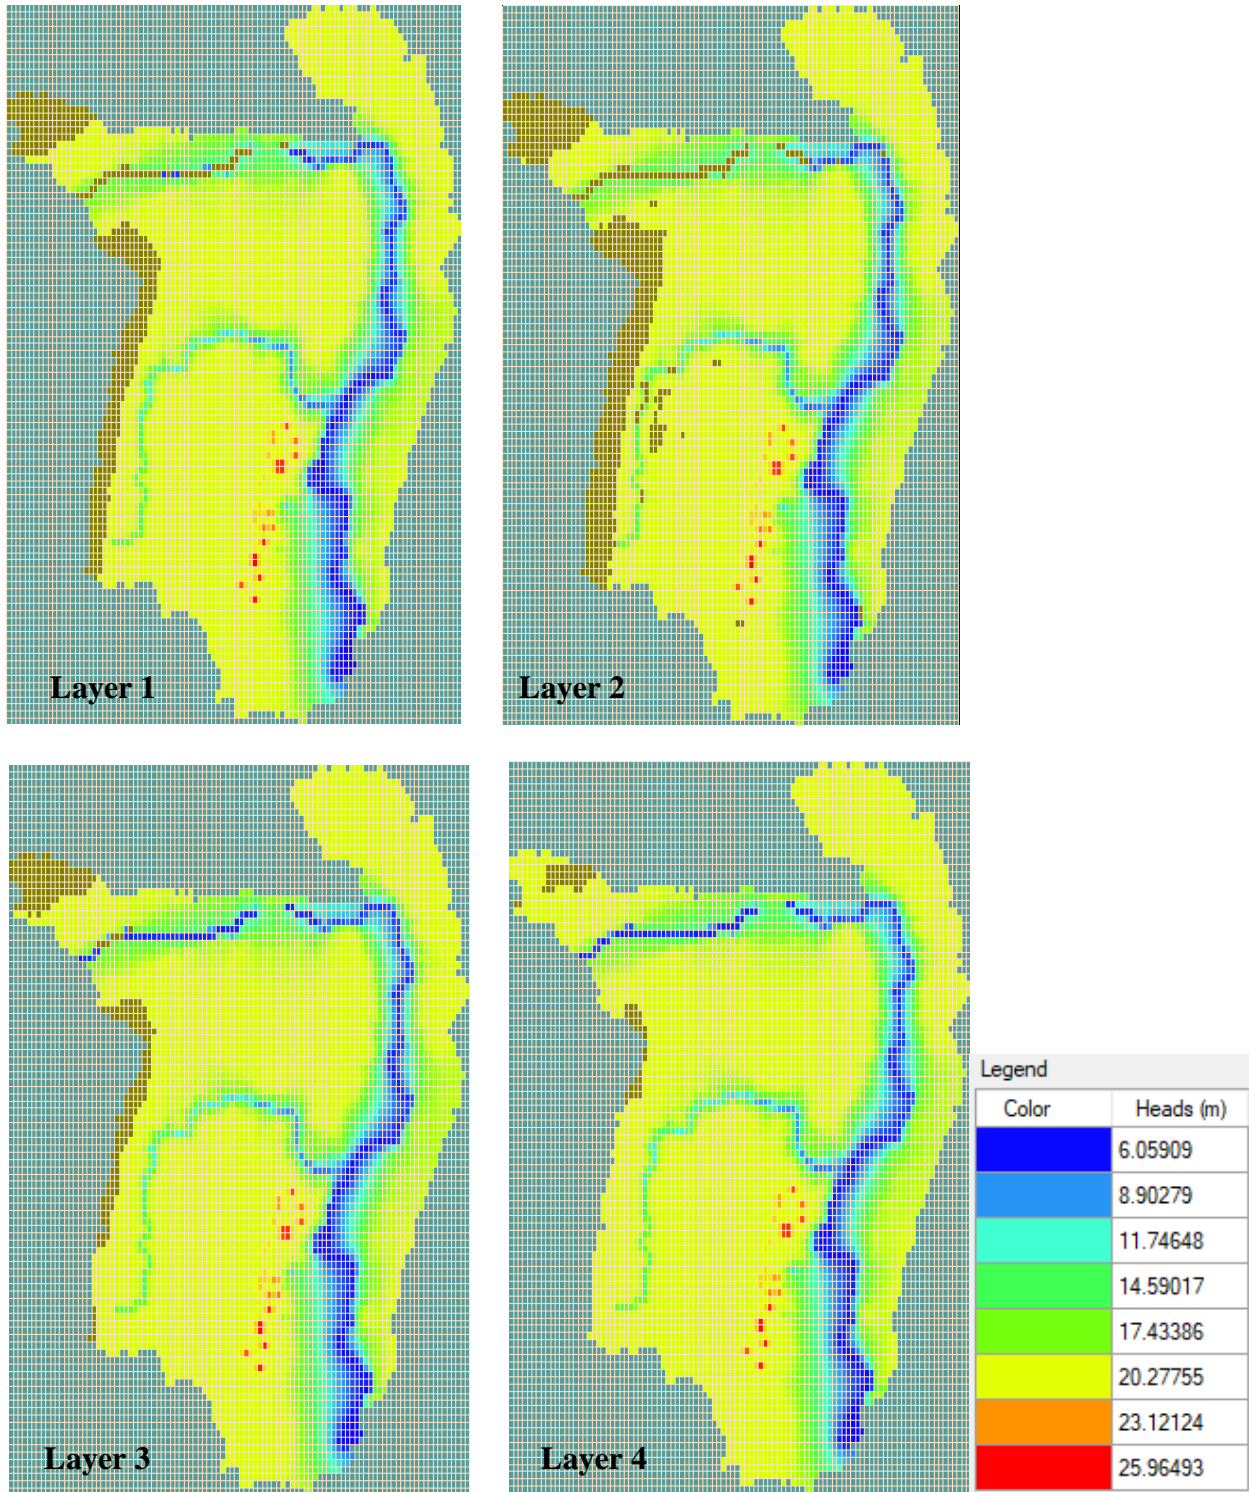 Layer 1
Layer 2
Layer 3
Layer 4
Legend
Color Heads (m)
6.05909
8.90279
11.74648
14.59017
17.43386
20.27755
23.12124
25.96493